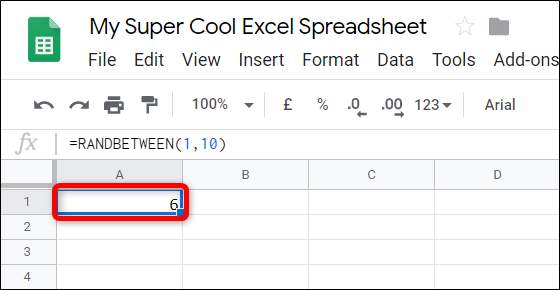 My Super Cool Excel Spreadsheet
File Edit View Insert Format Data Tools Add-ons
100% £ % .0 .00 123 Arial
fx =RANDBETWEEN(1,10)
A B C D
1 6
2
3
4